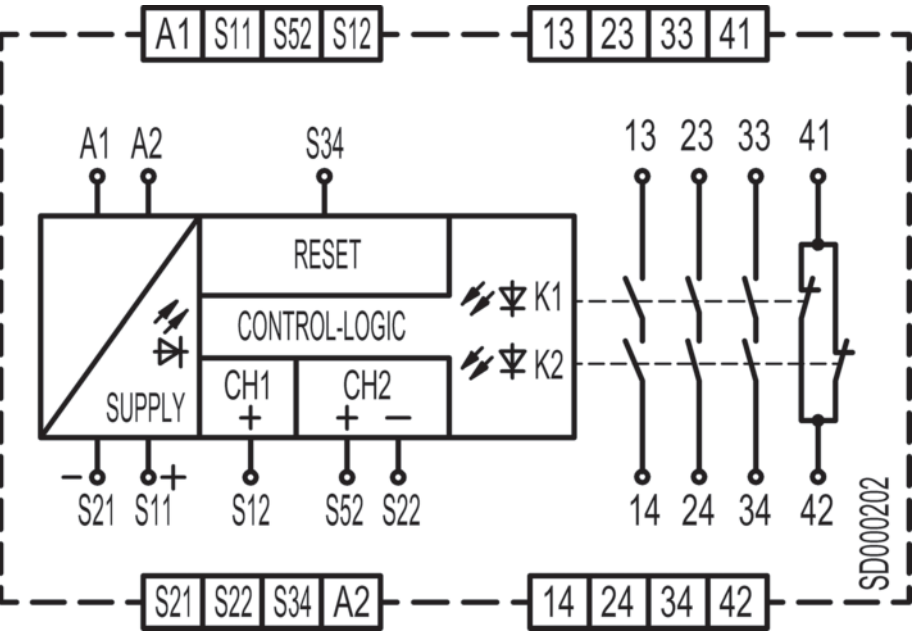 A1 S11 S52 S12 13 23 33 41
A1 A2 S34 13 23 33 41
RESET
K1
CONTROL-LOGIC
K2
CH1 CH2
SUPPLY + + −
− +
S21 S11 S12 S52 S22 14 24 34 42
SD000202
S21 S22 S34 A2 14 24 34 42